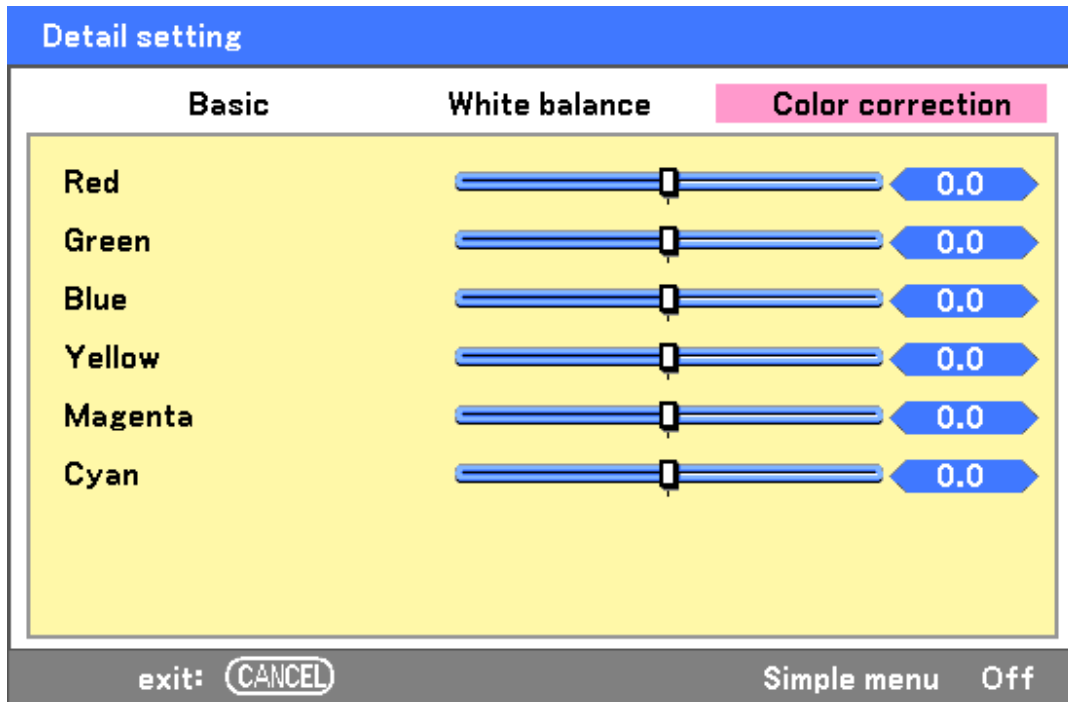 Detail setting
Basic White balance Color correction
Red 0.0
Green 0.0
Blue 0.0
Yellow 0.0
Magenta 0.0
Cyan 0.0
exit: CANCEL Simple menu Off